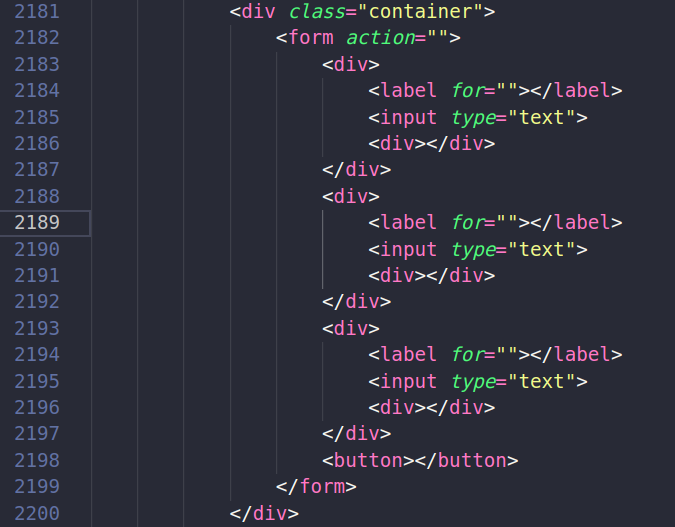 2181 <div class="container">
2182 <form action="">
2183 <div>
2184 <label for=""></label>
2185 <input type="text">
2186 <div></div>
2187 </div>
2188 <div>
2189 <label for=""></label>
2190 <input type="text">
2191 <div></div>
2192 </div>
2193 <div>
2194 <label for=""></label>
2195 <input type="text">
2196 <div></div>
2197 </div>
2198 <button></button>
2199 </form>
2200 </div>